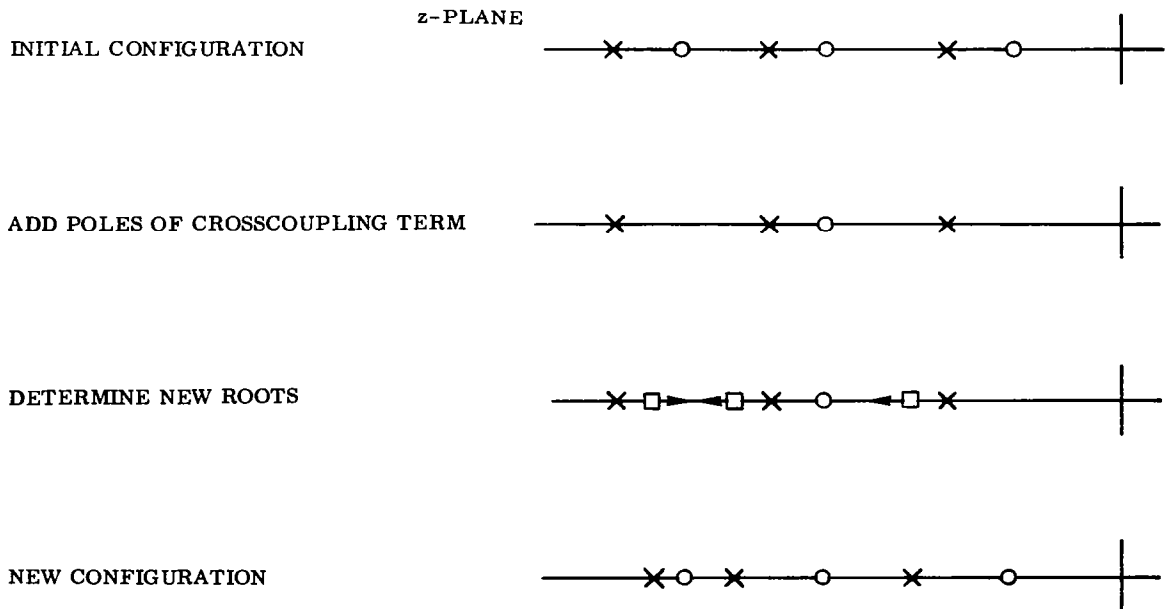 z-PLANE
INITIAL CONFIGURATION
ADD POLES OF CROSSCOUPLING TERM
DETERMINE NEW ROOTS
NEW CONFIGURATION